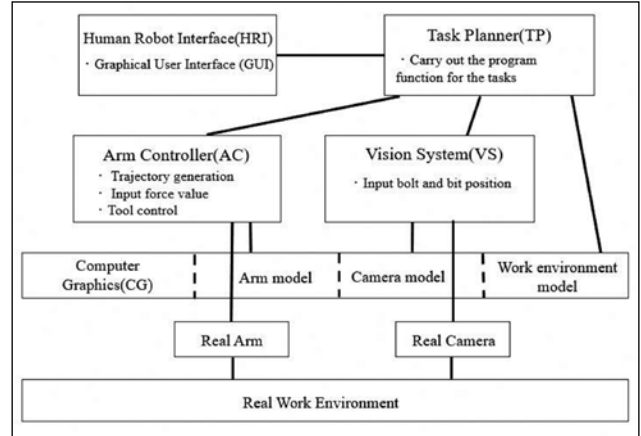 Human Robot Interface(HRI)
· Graphical User Interface (GUI)
Task Planner(TP)
· Carry out the program
function for the tasks
Arm Controller(AC)
· Trajectory generation
· Input force value
· Tool control
Vision System(VS)
· Input bolt and bit position
Computer
Graphics(CG)
Arm model
Camera model
Work environment
model
Real Arm
Real Camera
Real Work Environment